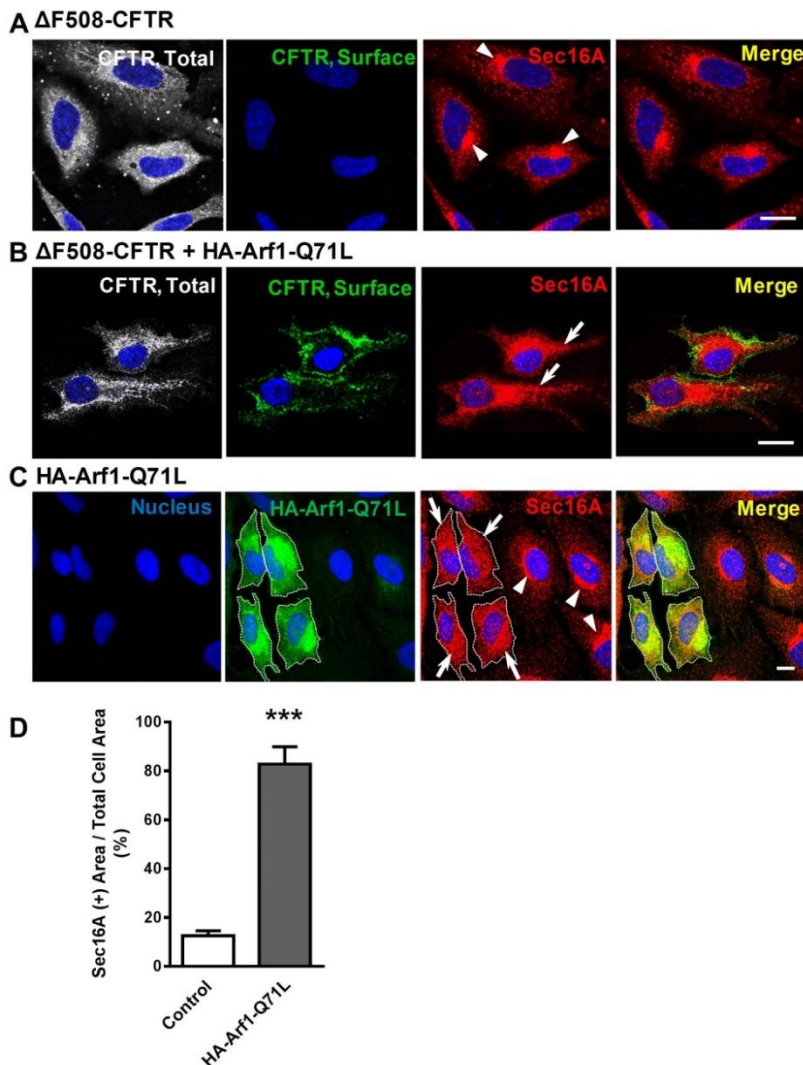 A ΔF508-CFTR
CFTR, Total
CFTR, Surface
Sec16A
Merge
B ΔF508-CFTR + HA-Arf1-Q71L
CFTR, Total
CFTR, Surface
Sec16A
Merge
C HA-Arf1-Q71L
Nucleus
HA-Arf1-Q71L
Sec16A
Merge
D
Sec16A (+) Area / Total Cell Area
(%)
100
80
60
40
20
0
***
Control
HA-Arf1-Q71L